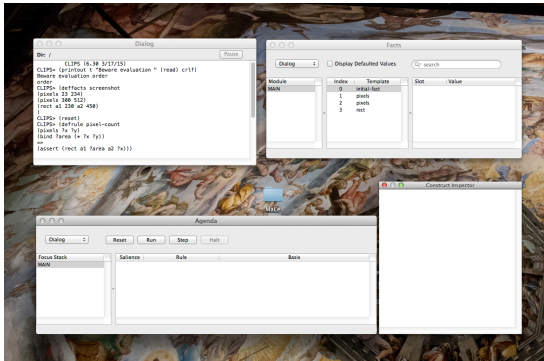 Dialog
Dir: /
Pause
CLIPS (6.30 3/17/15)
CLIPS> (printout t "Beware evaluation " (read) crlf)
Beware evaluation order
order
CLIPS> (deffacts screenshot
(pixels 23 234)
(pixels 300 512)
(rect a1 230 a2 450)
)
CLIPS> (reset)
CLIPS> (defrule pixel-count
(pixels ?x ?y)
(bind ?area (* ?x ?y))
=>
(assert (rect a1 ?area a2 ?x)))
Facts
Dialog
Display Defaulted Values
search
Module
Index Template
Slot Value
MAIN
0 initial-fact
1 pixels
2 pixels
3 rect
Make
Construct Inspector
Agenda
Dialog
Reset Run Step Halt
Focus Stack
Salience Rule Basis
MAIN